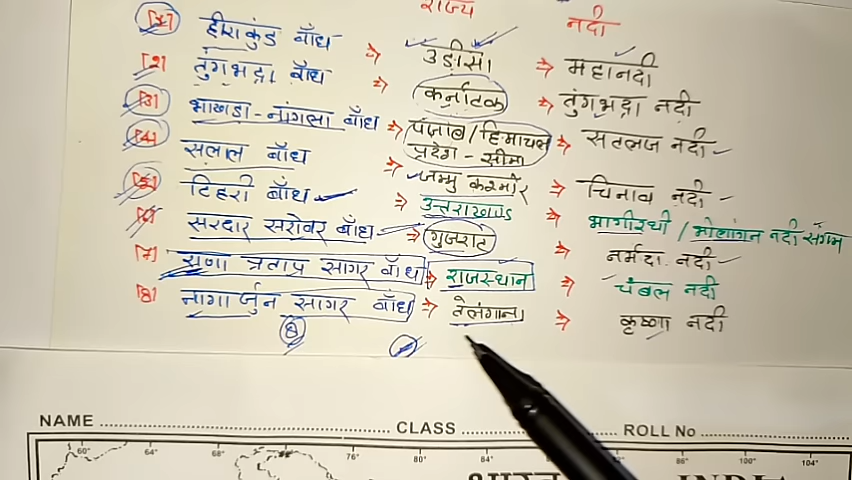 राज्य नदी
[1] हीराकुंड बाँध ⇒ उड़ीसा ⇒ महानदी
[2] तुंगभद्रा बाँध ⇒ कर्नाटक ⇒ तुंगभद्रा नदी
[3] भाखड़ा-नांगला बाँध ⇒ पंजाब/हिमाचल प्रदेश-सीमा ⇒ सतलज नदी
[4] सलाल बाँध ⇒ जम्मु कश्मीर ⇒ चिनाव नदी
[5] टिहरी बाँध ⇒ उत्तराखण्ड ⇒ भागीरथी / भीलांगन नदी संगम
[6] सरदार सरोवर बाँध ⇒ गुजरात ⇒ नर्मदा नदी
[7] राणा प्रताप सागर बाँध ⇒ राजस्थान ⇒ चंबल नदी
[8] नागार्जुन सागर बाँध ⇒ तेलंगाना ⇒ कृष्णा नदी
8
NAME CLASS ROLL No
60° 64° 76° 80° 84° 96° 100° 104°
भारत INDIA